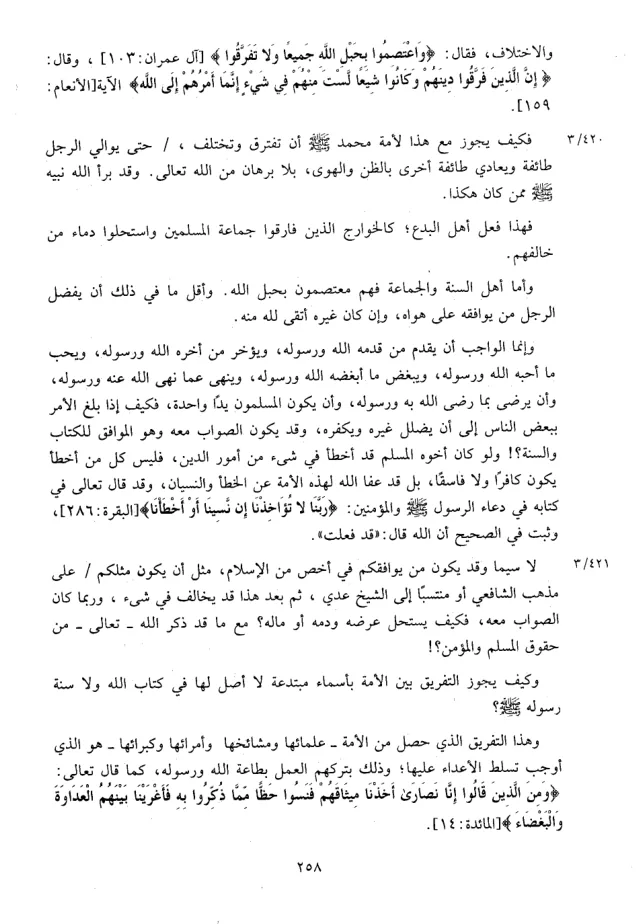 والاختلاف، فقال: ﴿وَاعْتَصِمُوا بِحَبْلِ اللَّهِ جَمِيعًا وَلا تَفَرَّقُوا ﴾ [آل عمران:١٠٣] ، وقال:
﴿ إِنَّ الَّذِينَ فَرَّقُوا دِينَهُمْ وَكَانُوا شِيَعًا لَّسْتَ مِنْهُمْ فِي شَيْءٍ إِنَّمَا أَمْرُهُمْ إِلَى اللَّه﴾ الآية[الأنعام:
١٥٩].
٣/٤٢٠ فكيف يجوز مع هذا لأمة محمد ﷺ أن تفترق وتختلف ، / حتى يوالي الرجل
طائفة ويعادي طائفة أخرى بالظن والهوى، بلا برهان من الله تعالى. وقد برأ الله نبيه
ﷺ ممن كان هكذا.
فهذا فعل أهل البدع؛ كالخوارج الذين فارقوا جماعة المسلمين واستحلوا دماء من
خالفهم.
وأما أهل السنة والجماعة فهم معتصمون بحبل الله. وأقل ما في ذلك أن يفضل
الرجل من يوافقه على هواه، وإن كان غيره أتقى لله منه.
وإنما الواجب أن يقدم من قدمه الله ورسوله، ويؤخر من أخره الله ورسوله، ويحب
ما أحبه الله ورسوله، ويبغض ما أبغضه الله ورسوله، وينهى عما نهى الله عنه ورسوله،
وأن يرضى بما رضى الله به ورسوله، وأن يكون المسلمون يدًا واحدة، فكيف إذا بلغ الأمر
ببعض الناس إلى أن يضلل غيره ويكفره، وقد يكون الصواب معه وهو الموافق للكتاب
والسنة؟! ولو كان أخوه المسلم قد أخطأ في شىء من أمور الدين، فليس كل من أخطأ
يكون كافرًا ولا فاسقًا، بل قد عفا الله لهذه الأمة عن الخطأ والنسيان، وقد قال تعالى في
كتابه في دعاء الرسول ﷺ والمؤمنين: ﴿رَبَّنَا لا تُؤَاخِذْنَا إِن نَّسِينَا أَوْ أَخْطَأْنَا﴾[البقرة:٢٨٦]،
وثبت في الصحيح أن الله قال:«قد فعلت».
٣/٤٢١ لا سيما وقد يكون من يوافقكم في أخص من الإسلام، مثل أن يكون مثلكم / على
مذهب الشافعي أو منتسبًا إلى الشيخ عدي ، ثم بعد هذا قد يخالف في شىء ، وربما كان
الصواب معه، فكيف يستحل عرضه ودمه أو ماله؟ مع ما قد ذكر الله ـ تعالى ـ من
حقوق المسلم والمؤمن؟!
وكيف يجوز التفريق بين الأمة بأسماء مبتدعة لا أصل لها في كتاب الله ولا سنة
رسوله ﷺ؟
وهذا التفريق الذي حصل من الأمة ـ علمائها ومشائخها وأمرائها وكبرائها ـ هو الذي
أوجب تسلط الأعداء عليها؛ وذلك بتركهم العمل بطاعة الله ورسوله، كما قال تعالى:
﴿وَمِنَ الَّذِينَ قَالُوا إِنَّا نَصَارَىٰ أَخَذْنَا مِيثَاقَهُمْ فَنَسُوا حَظًّا مِّمَّا ذُكِّرُوا بِهِ فَأَغْرَيْنَا بَيْنَهُمُ الْعَدَاوَةَ
وَالْبَغْضَاءَ ﴾[المائدة:١٤].
٢٥٨